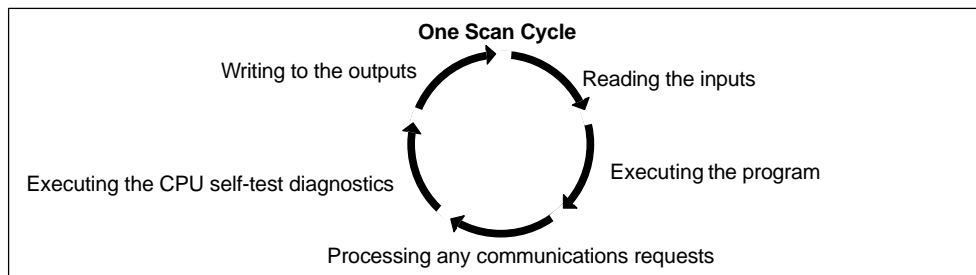 One Scan Cycle
Writing to the outputs
Reading the inputs
Executing the program
Executing the CPU self-test diagnostics
Processing any communications requests